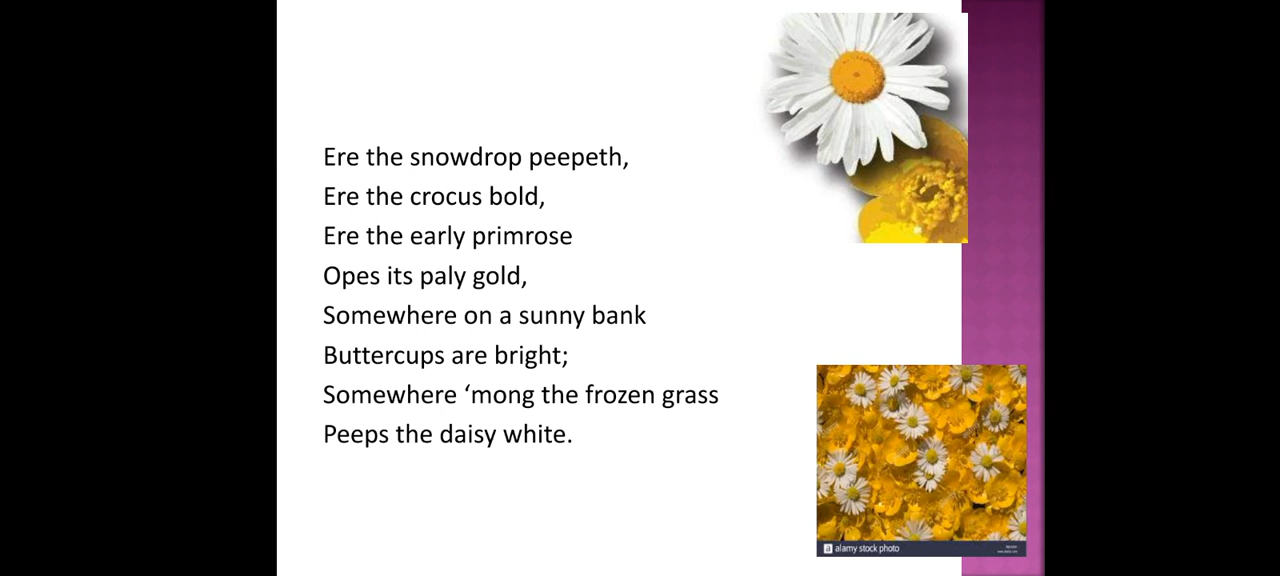 Ere the snowdrop peepeth,
Ere the crocus bold,
Ere the early primrose
Opes its paly gold,
Somewhere on a sunny bank
Buttercups are bright;
Somewhere ‘mong the frozen grass
Peeps the daisy white.
a alamy stock photo